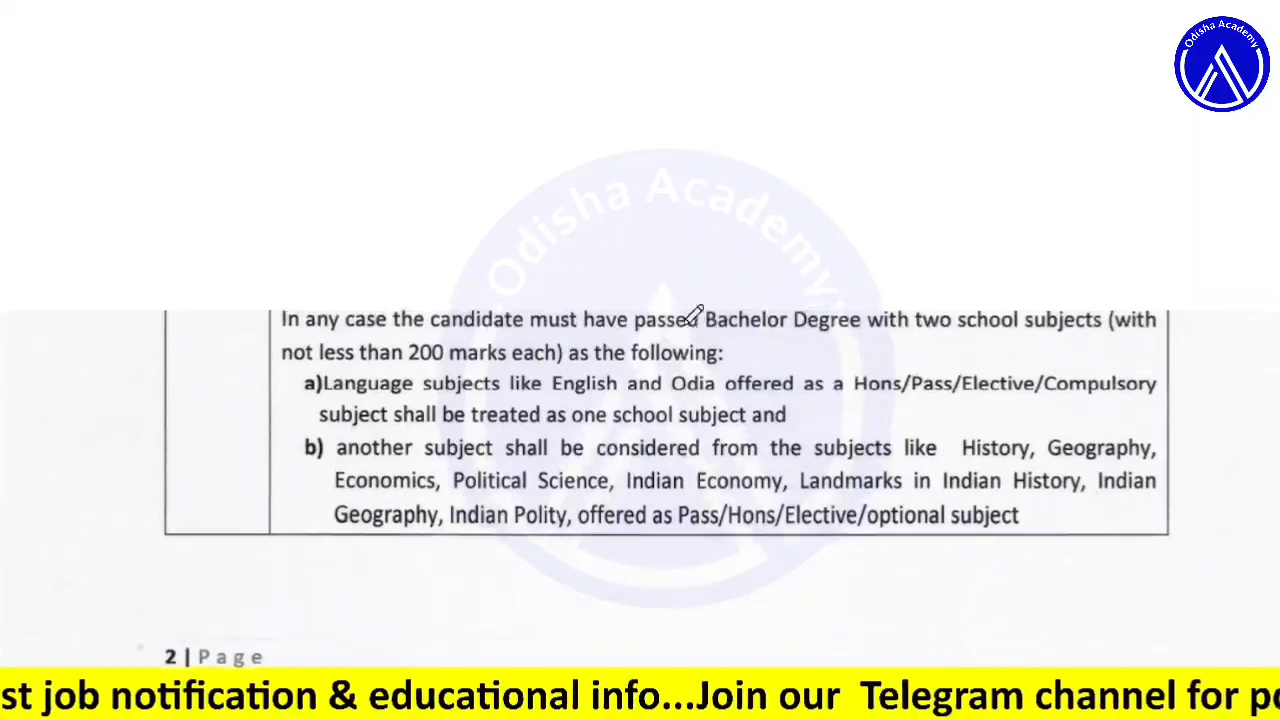 Odisha Academy
Odisha Academy
In any case the candidate must have passed Bachelor Degree with two school subjects (with
not less than 200 marks each) as the following:
a)Language subjects like English and Odia offered as a Hons/Pass/Elective/Compulsory
subject shall be treated as one school subject and
b) another subject shall be considered from the subjects like History, Geography,
Economics, Political Science, Indian Economy, Landmarks in Indian History, Indian
Geography, Indian Polity, offered as Pass/Hons/Elective/optional subject
2 | Page
st job notification & educational info...Join our Telegram channel for